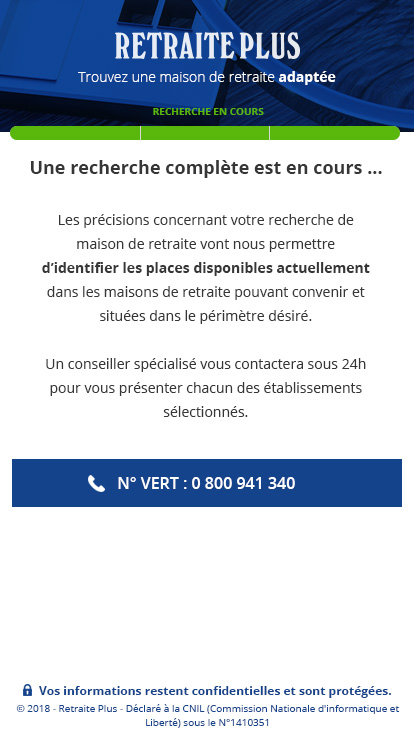 RETRAITE PLUS
Trouvez une maison de retraite adaptée
RECHERCHE EN COURS
Une recherche complète est en cours ...
Les précisions concernant votre recherche de
maison de retraite vont nous permettre
d'identifier les places disponibles actuellement
dans les maisons de retraite pouvant convenir et
situées dans le périmètre désiré.
Un conseiller spécialisé vous contactera sous 24h
pour vous présenter chacun des établissements
sélectionnés.
N° VERT : 0 800 941 340
Vos informations restent confidentielles et sont protégées.
© 2018 - Retraite Plus - Déclaré à la CNIL (Commission Nationale d'informatique et
Liberté) sous le N°1410351